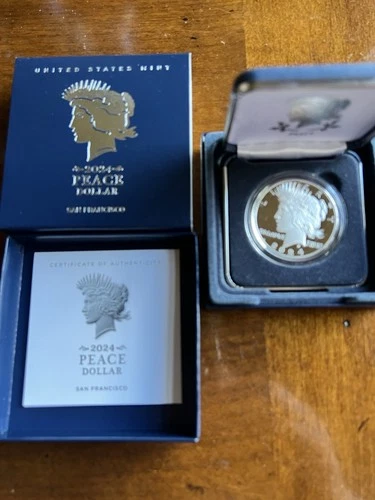 UNITED STATES MINT
2024
PEACE
DOLLAR
SAN FRANCISCO
CERTIFICATE OF AUTHENTICITY
2024
PEACE
DOLLAR
SAN FRANCISCO